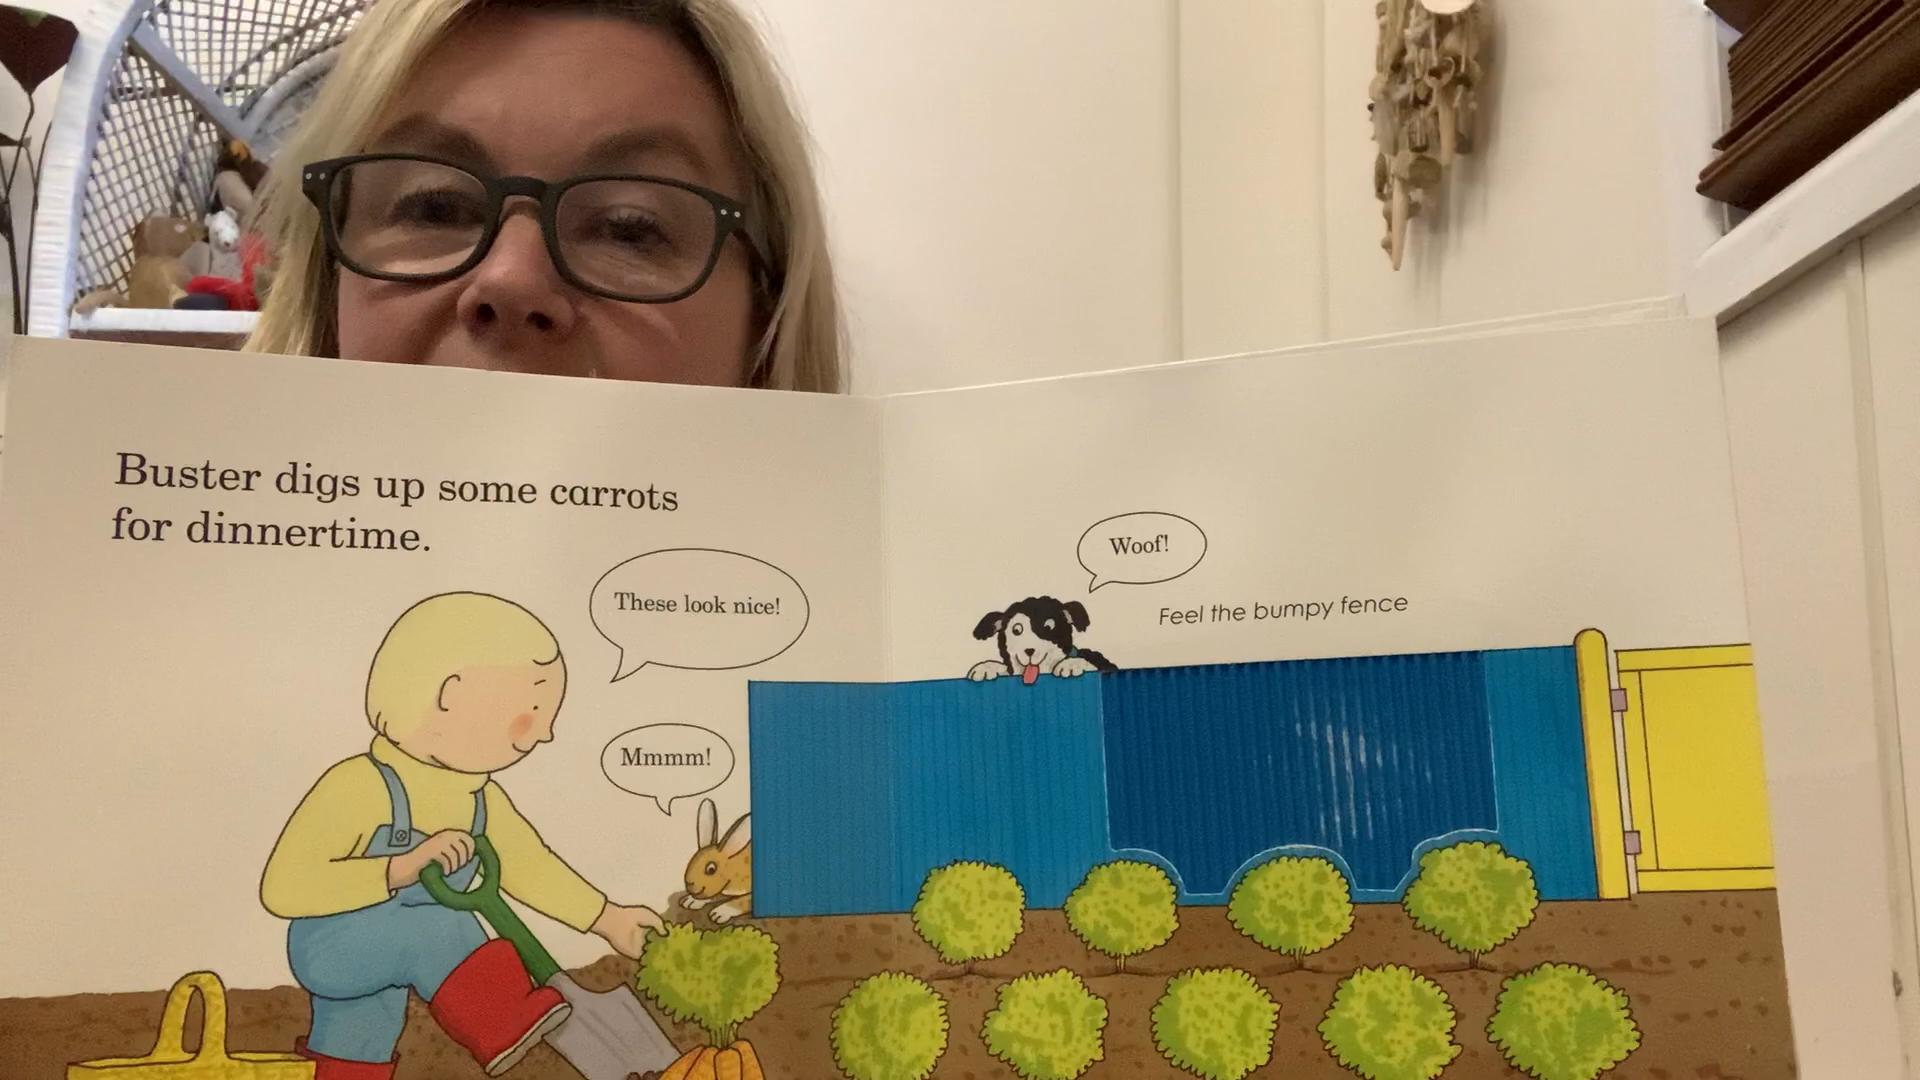 Buster digs up some carrots
for dinnertime.
These look nice!
Mmmm!
Woof!
Feel the bumpy fence